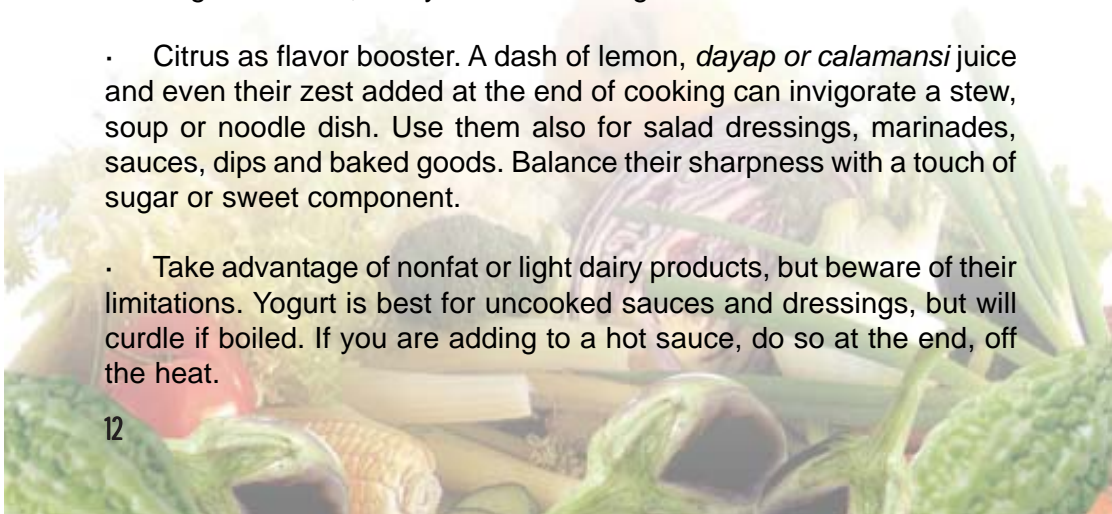 · Citrus as flavor booster. A dash of lemon, dayap or calamansi juice
and even their zest added at the end of cooking can invigorate a stew,
soup or noodle dish. Use them also for salad dressings, marinades,
sauces, dips and baked goods. Balance their sharpness with a touch of
sugar or sweet component.
· Take advantage of nonfat or light dairy products, but beware of their
limitations. Yogurt is best for uncooked sauces and dressings, but will
curdle if boiled. If you are adding to a hot sauce, do so at the end, off
the heat.
12